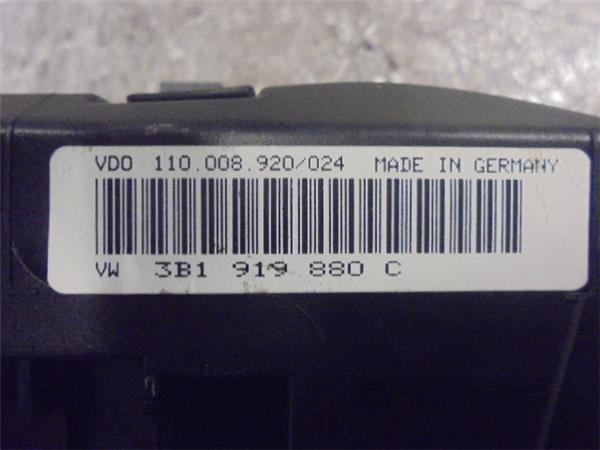 VDO 110.008.920/024 MADE IN GERMANY
VW 3B1 919 880 C